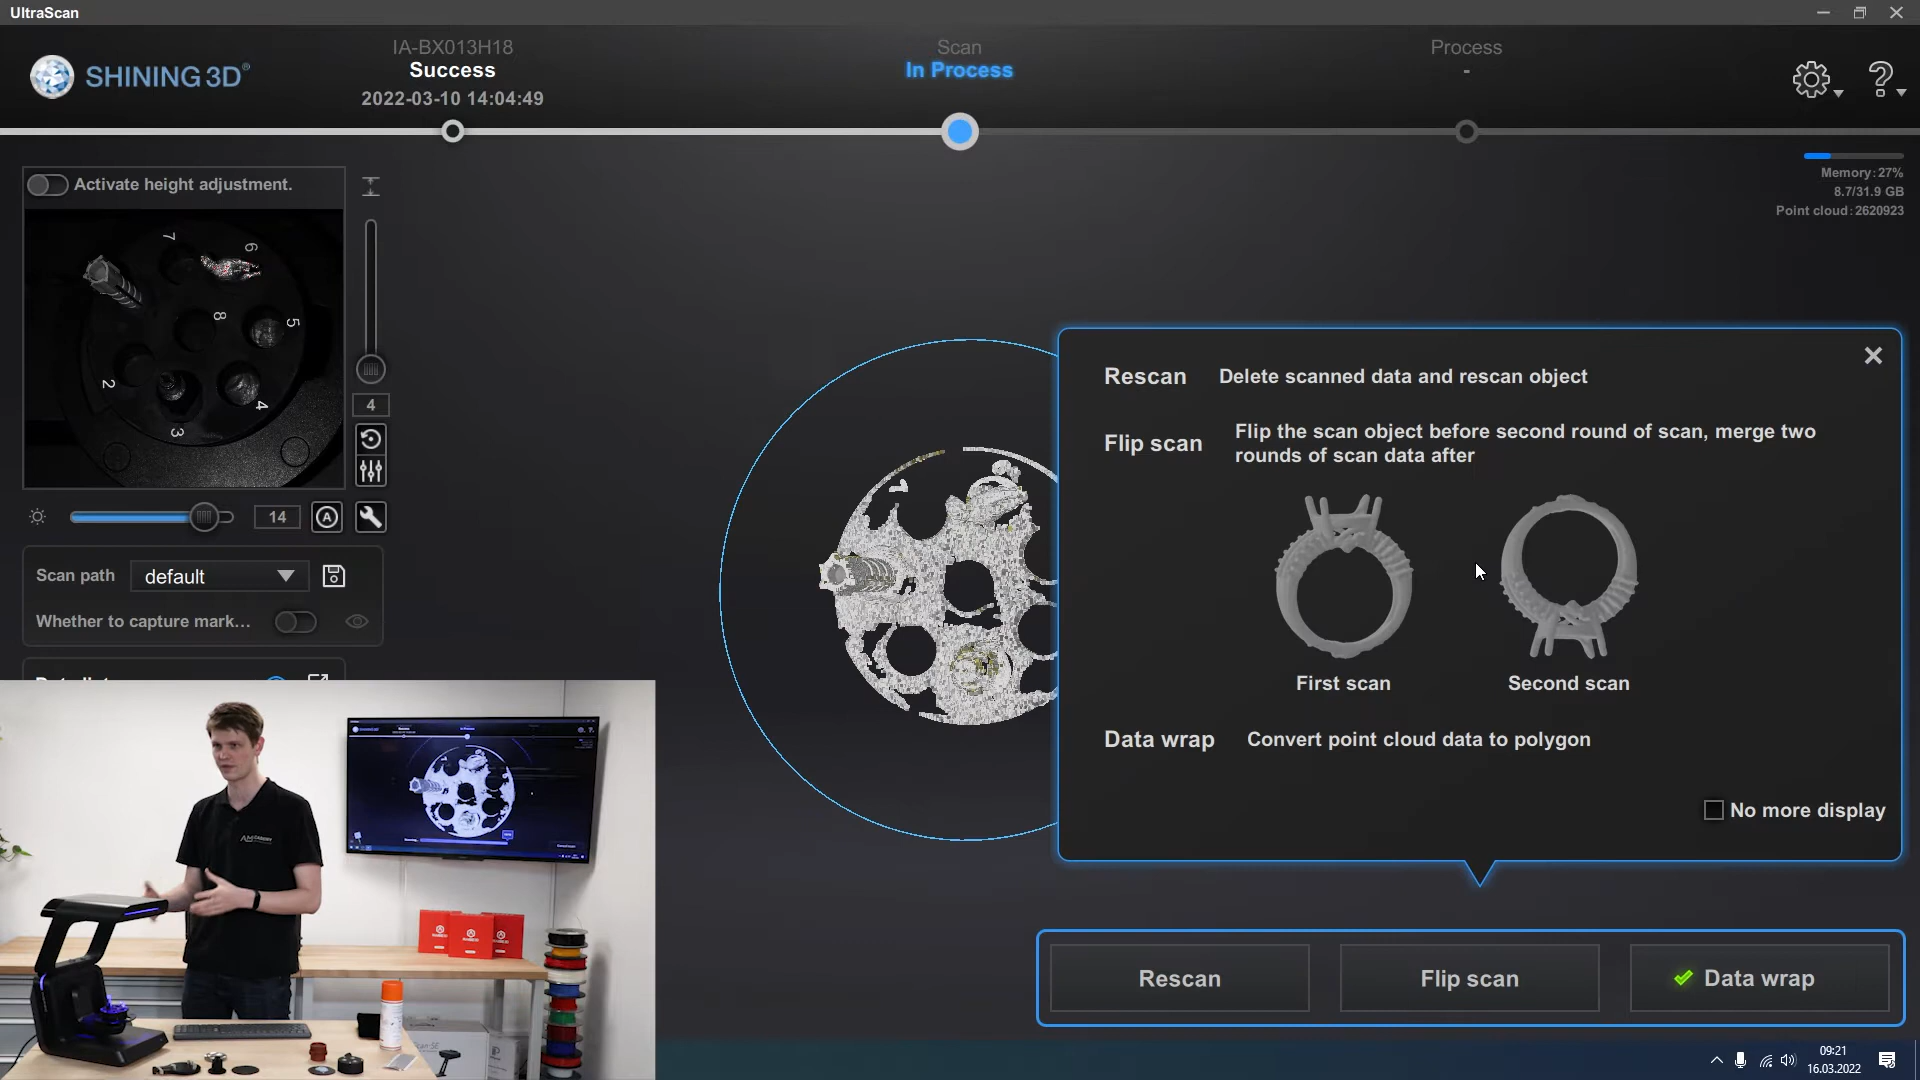 UltraScan
SHINING 3D®
IA-BX013H18
Success
2022-03-10 14:04:49
Scan
In Process
Process
-
Memory:27%
8.7/31.9 GB
Point cloud:2620923
Activate height adjustment.
7
6
8
5
2
4
3
4
14
A
Scan path
default
Whether to capture mark...
Rescan
Delete scanned data and rescan object
Flip scan
Flip the scan object before second round of scan, merge two
rounds of scan data after
First scan
Second scan
Data wrap
Convert point cloud data to polygon
No more display
Rescan
Flip scan
Data wrap
09:21
16.03.2022